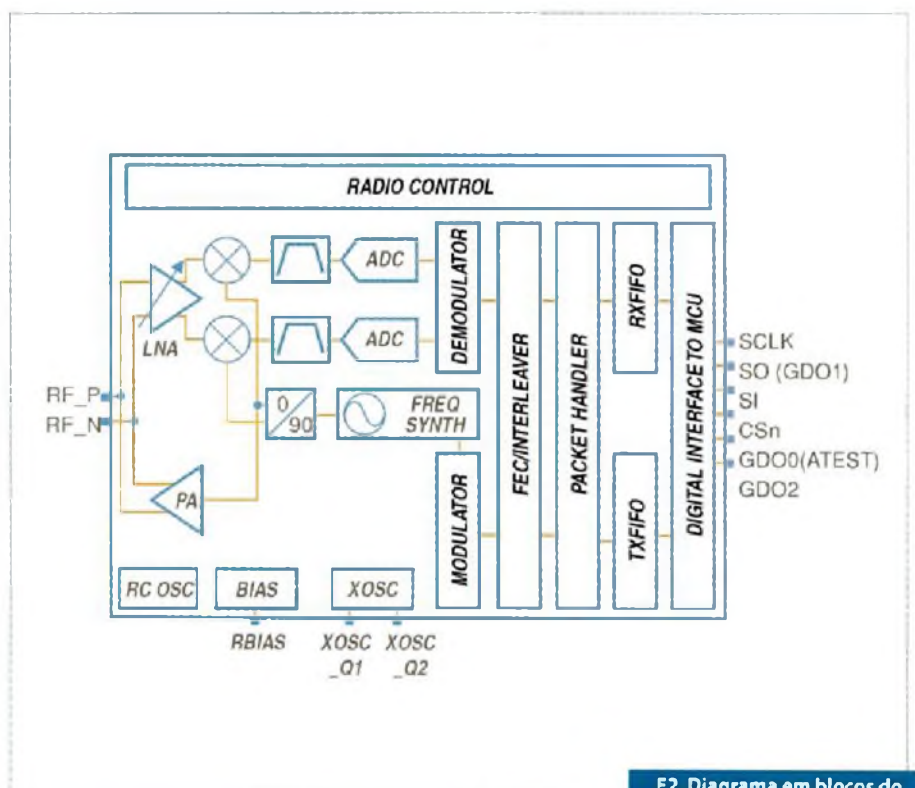 RADIO CONTROL
LNA
ADC
ADC
DEMODULATOR
FEC/INTERLEAVER
PACKET HANDLER
RXFIFO
DIGITAL INTERFACE TO MCU
RF_P
RF_N
0
90
FREQ
SYNTH
PA
MODULATOR
TXFIFO
SCLK
SO (GDO1)
SI
CSn
GDO0(ATEST)
GDO2
RC OSC
BIAS
XOSC
RBIAS
XOSC
_Q1
XOSC
_Q2
F2. Diagrama em blocos do